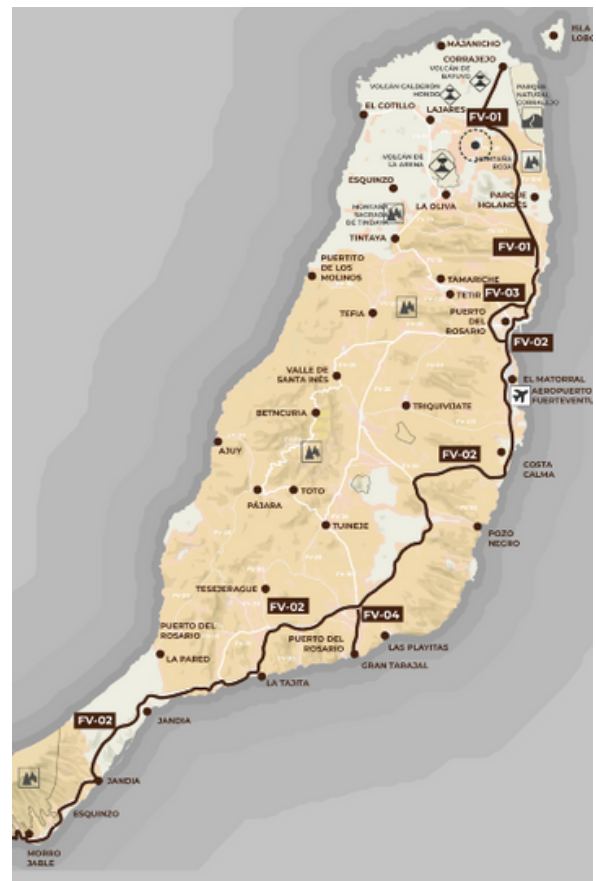 ISLA
LOBO
MAJANICHO
CORRAJEJO
VOLCÁN DE
BAYUYO
VOLCÁN CALDERÓN
HONDO
PARQUE
NATURAL
CORRALEJO
EL COTILLO
LAJARES
FV-01
VOLCÁN DE
LA ARENA
MONTAÑA
ROJA
ESQUINZO
LA OLIVA
PARQUE
HOLANDÉS
MONTAÑA
SAGRADA
DE TINDAYA
TINTAYA
FV-01
PUERTITO
DE LOS
MOLINOS
TAMARICHE
TETIR
FV-03
TEFIA
PUERTO
DEL
ROSARIO
FV-02
VALLE DE
SANTA INÉS
EL MATORRAL
AEROPUERTO
FUERTEVENTU
BETNCURIA
TRIQUIVIJATE
AJUY
FV-02
COSTA
CALMA
PÁJARA
TOTO
TUINEJE
POZO
NEGRO
TESEJERAGUE
FV-02
FV-04
PUERTO DEL
ROSARIO
PUERTO DEL
ROSARIO
LAS PLAYITAS
LA PARED
GRAN TARAJAL
LA TAJITA
FV-02
JANDIA
JANDIA
ESQUINZO
MORRO
JABLE